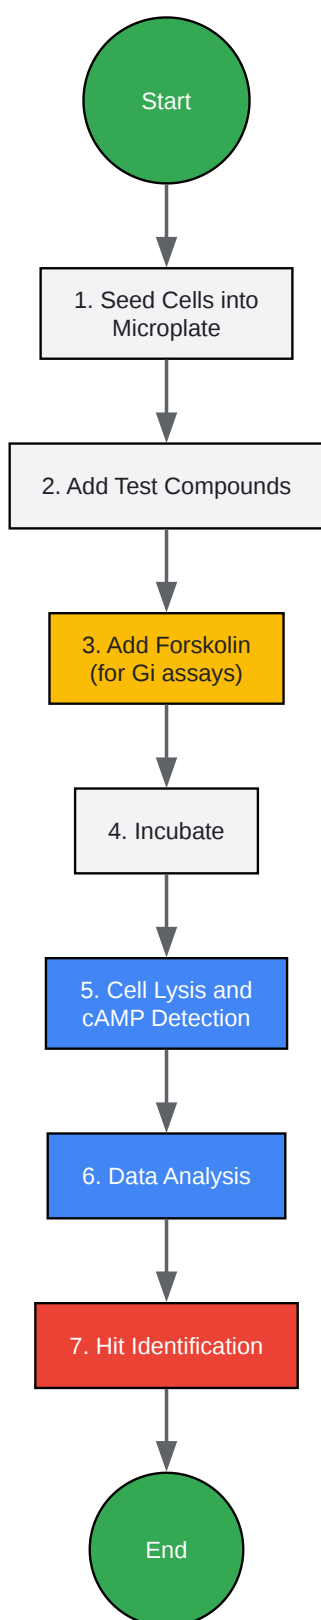 Start
1. Seed Cells into
Microplate
2. Add Test Compounds
3. Add Forskolin
(for Gi assays)
4. Incubate
5. Cell Lysis and
cAMP Detection
6. Data Analysis
7. Hit Identification
End